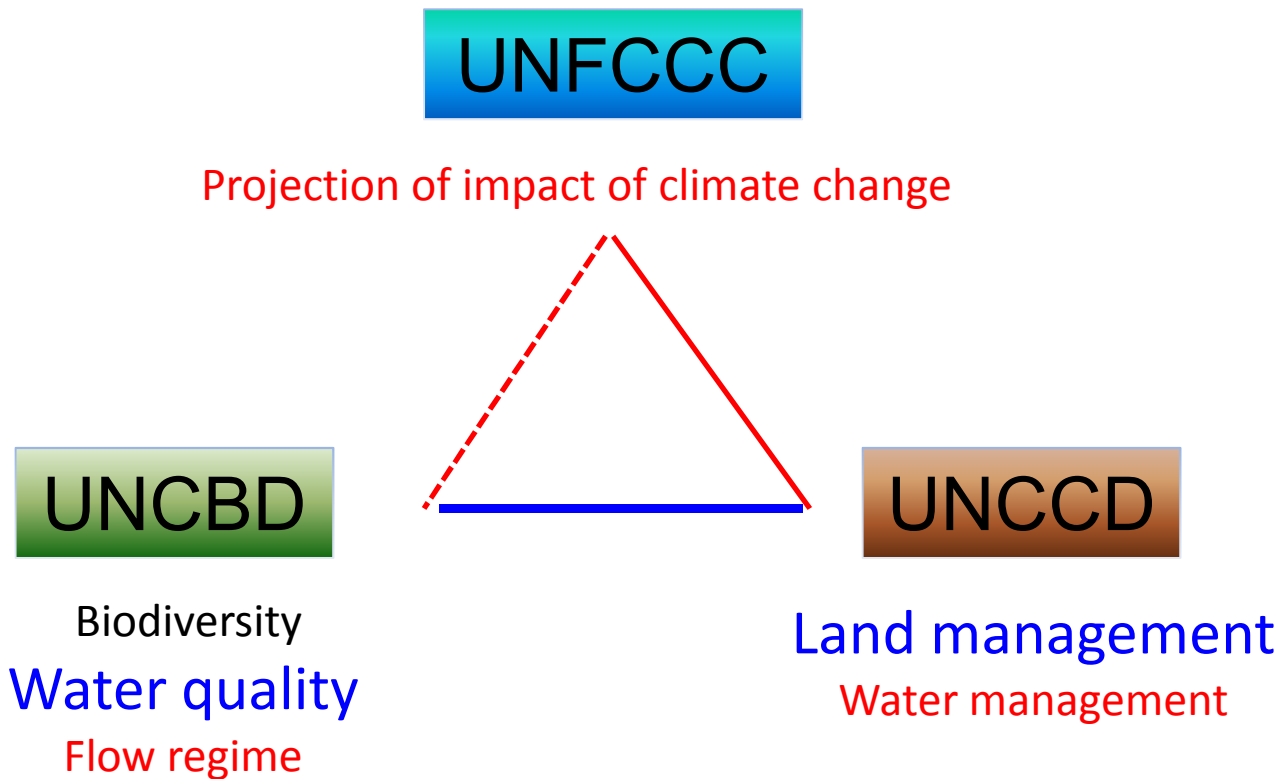 UNFCCC
Projection of impact of climate change
UNCBD
Biodiversity
Water quality
Flow regime
UNCCD
Land management
Water management